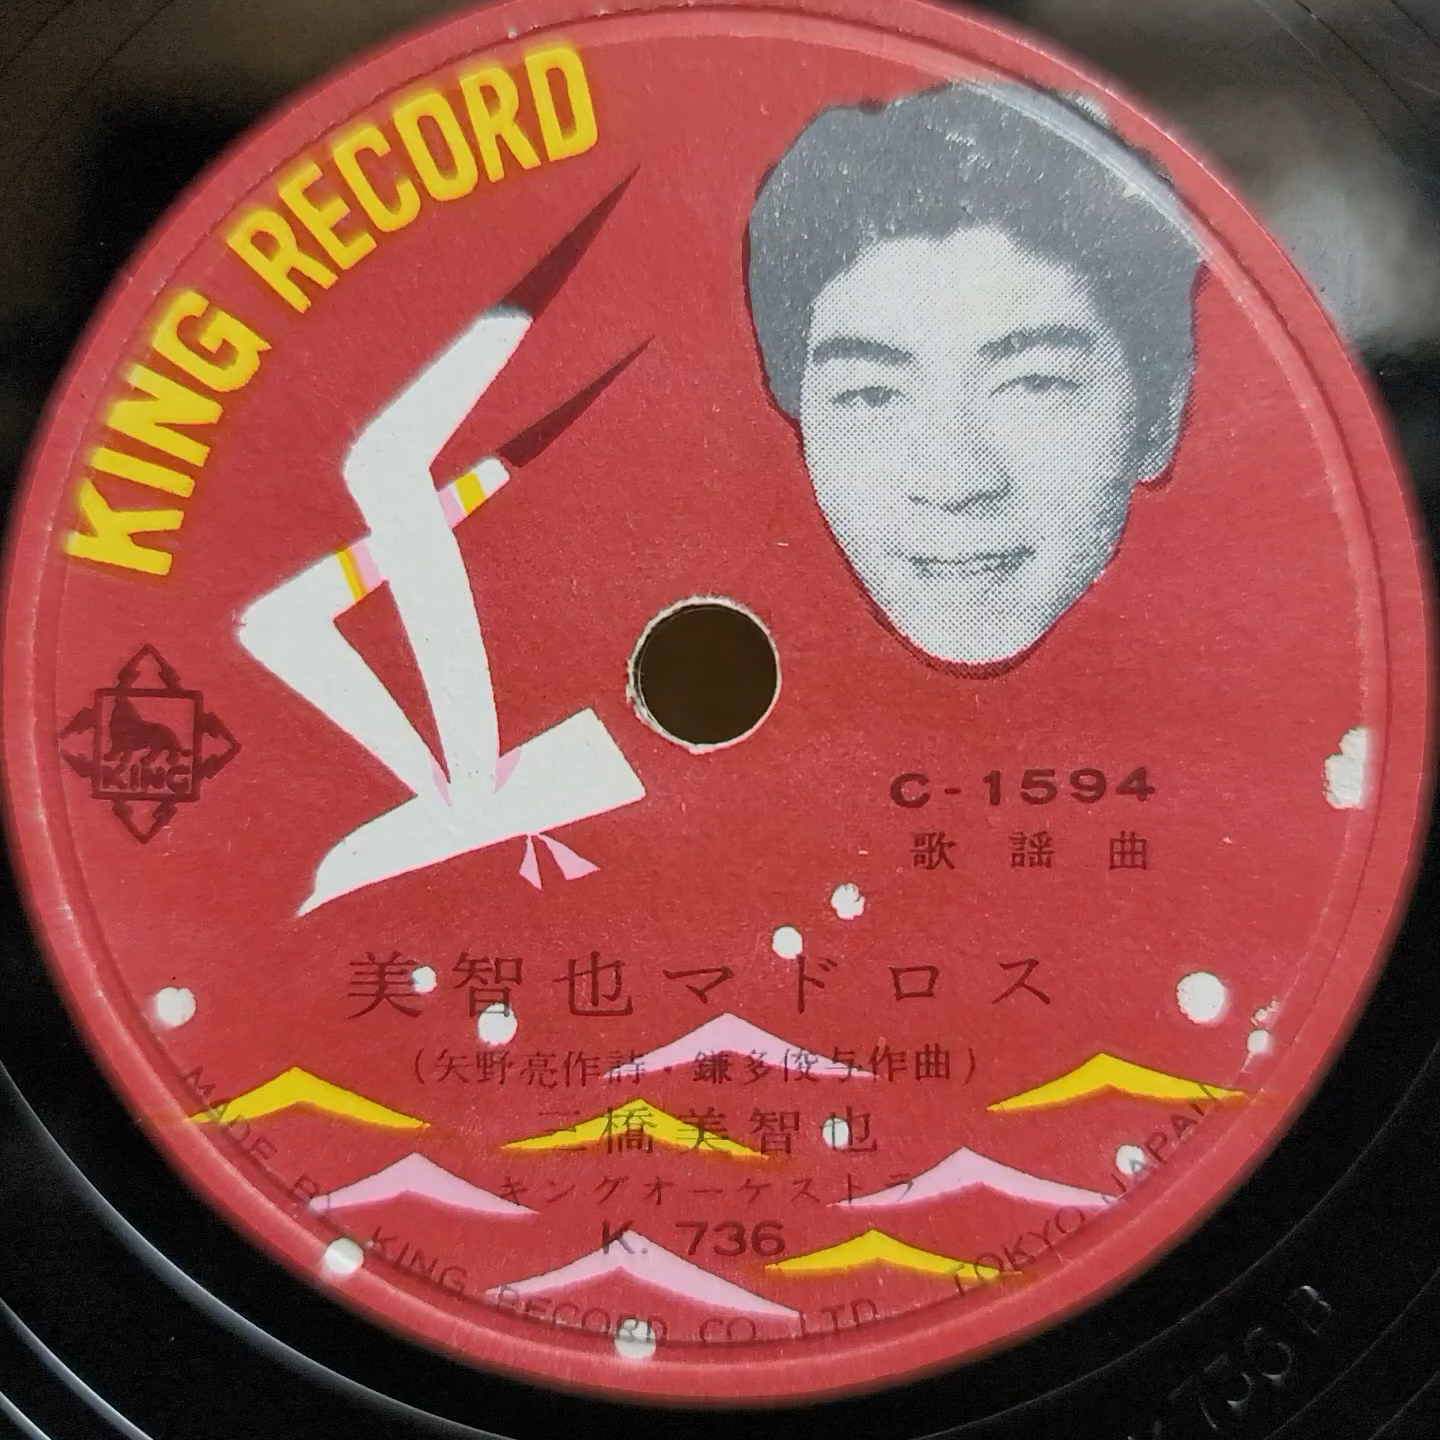 KING RECORD
KING
C-1594
歌謡曲
美智也マドロス
(矢野亮作詩・鎌多俊与作曲)
三橋美智也
キングオーケストラ
K. 736
MADE BY KING RECORD CO., LTD. TOKYO JAPAN